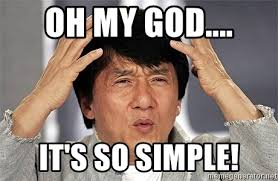 OH MY GOD....
IT'S SO SIMPLE!
memegenerator.net